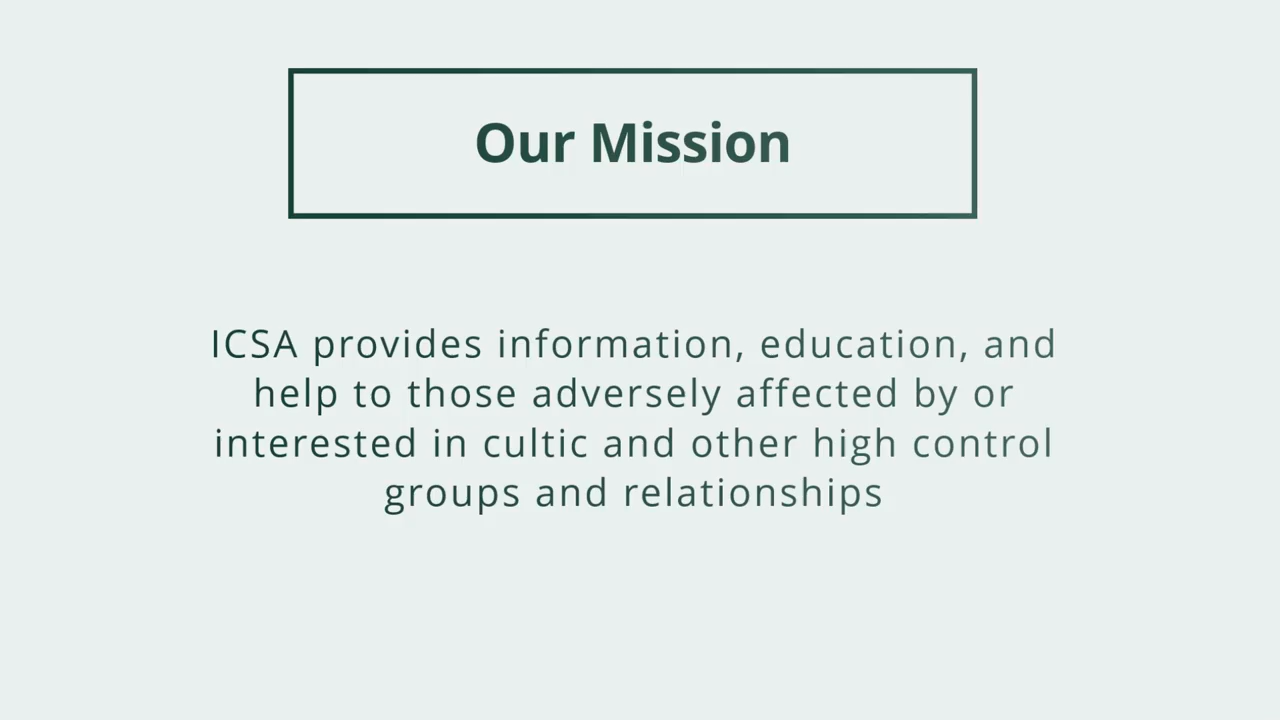 Our Mission
ICSA provides information, education, and
help to those adversely affected by or
interested in cultic and other high control
groups and relationships